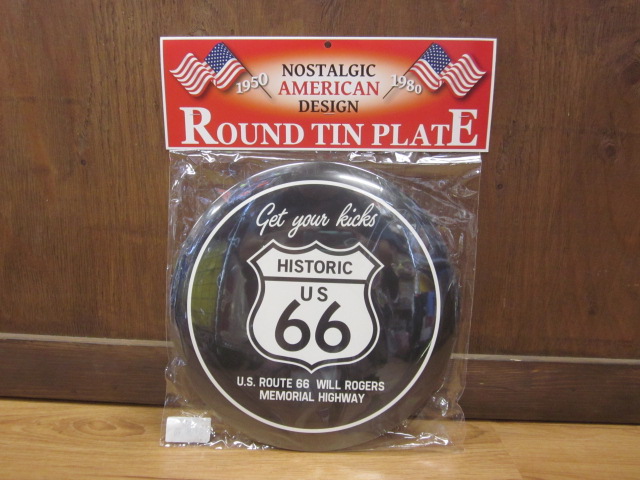 1950
NOSTALGIC
1980
AMERICAN
DESIGN
ROUND TIN PLATE
Get your kicks
HISTORIC
US
66
U.S. ROUTE 66 WILL ROGERS
MEMORIAL HIGHWAY